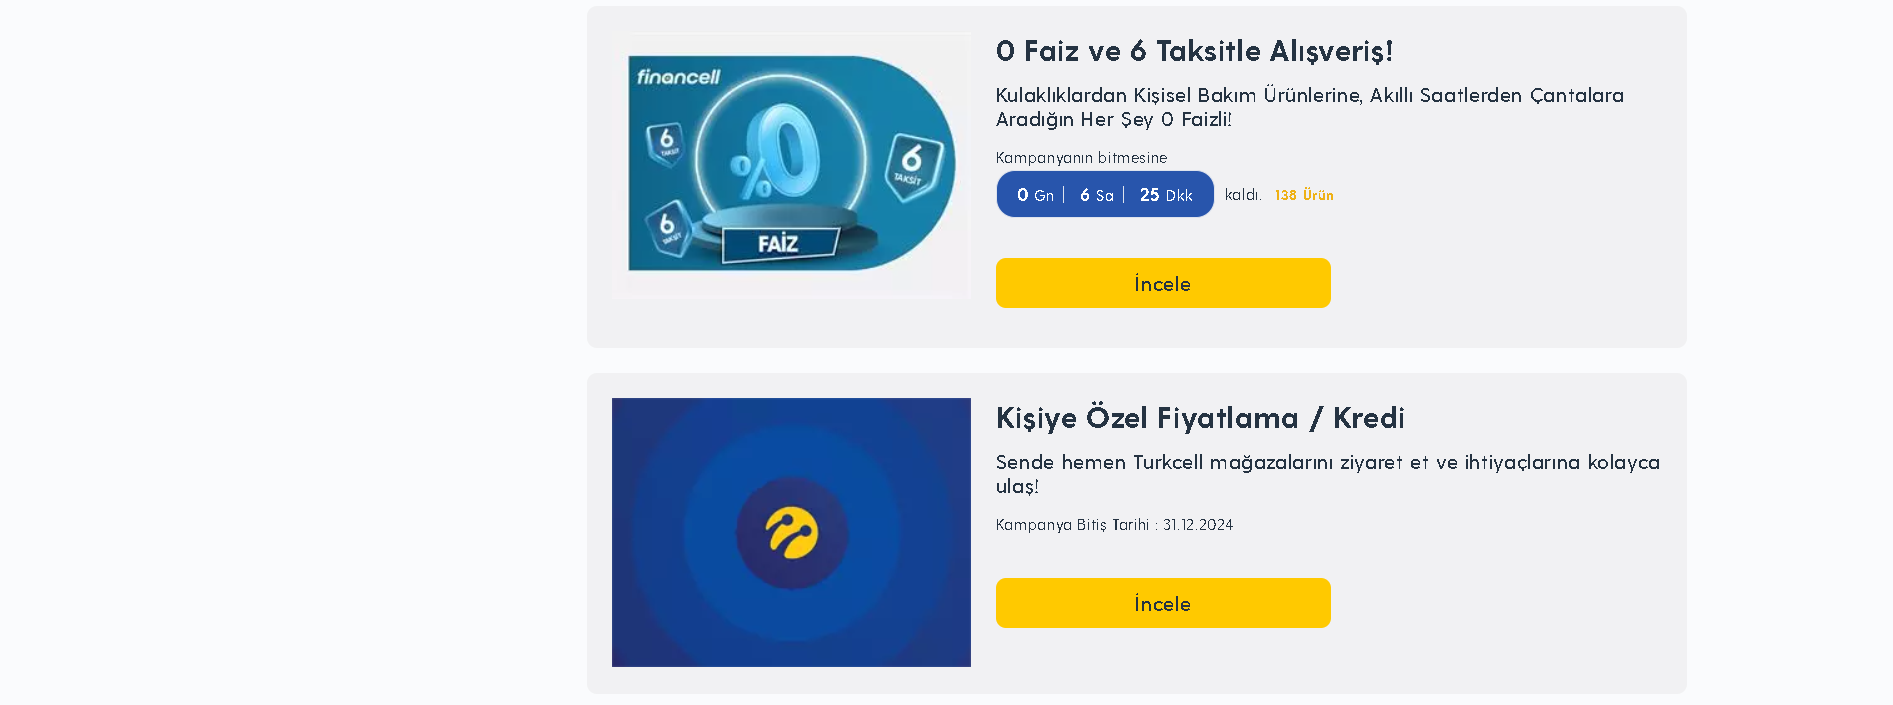 financell
0
%
6
TAKSİT
6
TAKSİT
6
TAKSİT
FAİZ
0 Faiz ve 6 Taksitle Alışveriş!
Kulaklıklardan Kişisel Bakım Ürünlerine, Akıllı Saatlerden Çantalara
Aradığın Her Şey 0 Faizli!
Kampanyanın bitmesine
0 Gn | 6 Sa | 25 Dkk kaldı. 138 Ürün
İncele
Kişiye Özel Fiyatlama / Kredi
Sende hemen Turkcell mağazalarını ziyaret et ve ihtiyaçlarına kolayca
ulaş!
Kampanya Bitiş Tarihi : 31.12.2024
İncele